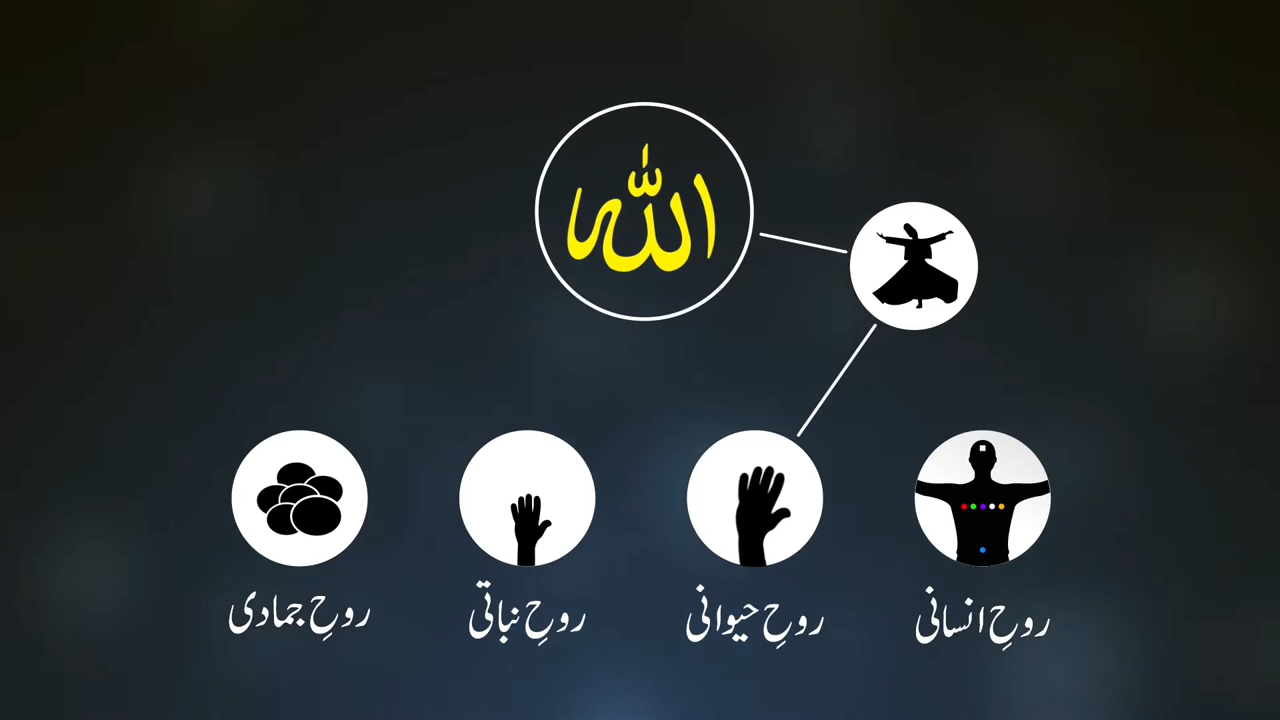 الله
روحِ انسانی
روحِ حیوانی
روحِ نباتی
روحِ جمادی